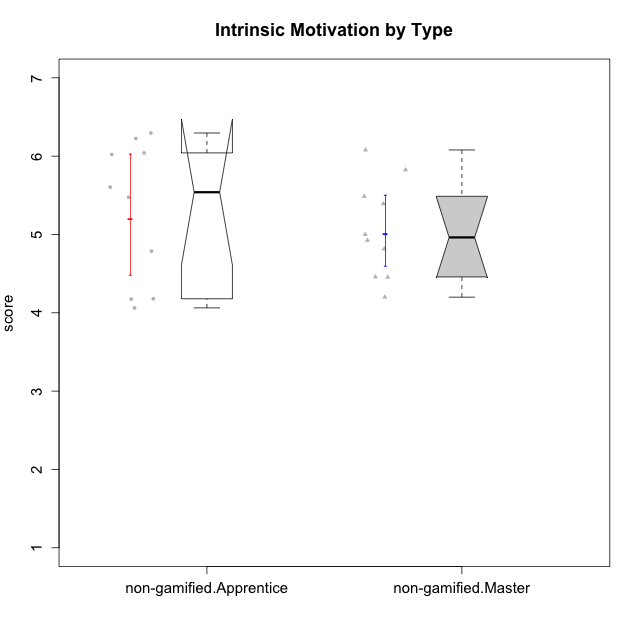 Intrinsic Motivation by Type
score
7
6
5
4
3
2
1
non-gamified.Apprentice
non-gamified.Master